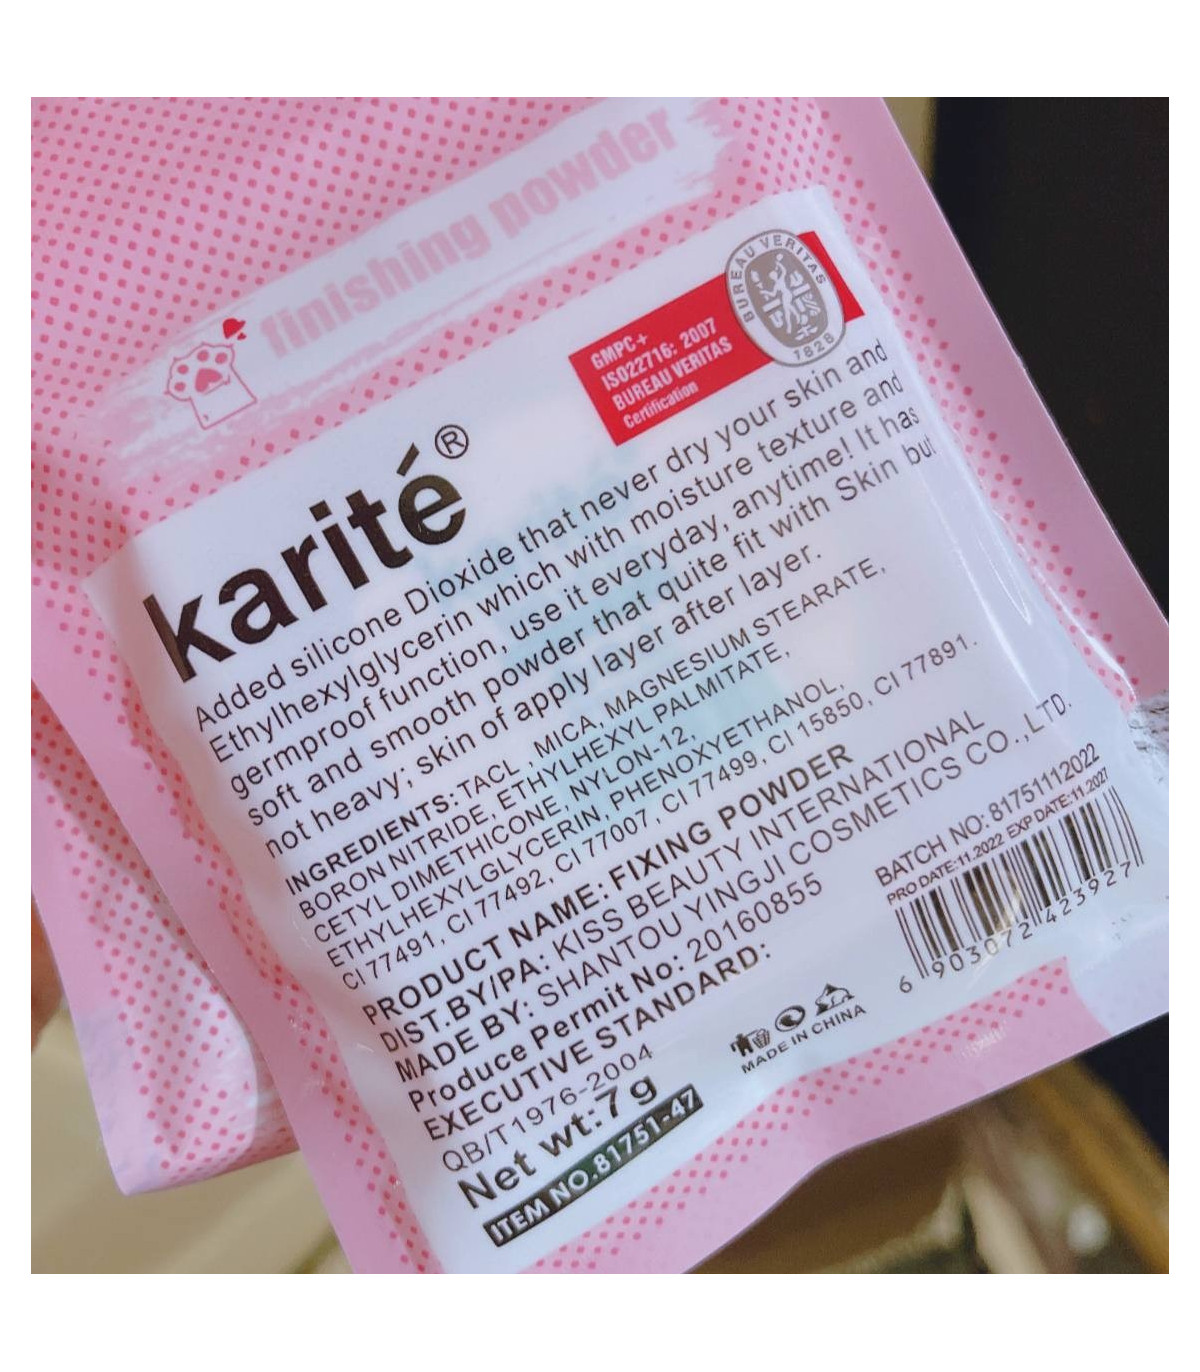 finishing powder
BUREAU VERITAS
1828
GMPC+
ISO22716: 2007
BUREAU VERITAS
Certification
karité®
Added silicone Dioxide that never dry your skin and
Ethylhexylglycerin which with moisture texture and
germproof function, use it everyday, anytime! It has
soft and smooth powder that quite fit with Skin but
not heavy; skin of apply layer after layer.
INGREDIENTS: TACL , MICA, MAGNESIUM STEARATE,
BORON NITRIDE, ETHYLHEXYL PALMITATE,
CETYL DIMETHICONE, NYLON-12,
ETHYLHEXYLGLYCERIN, PHENOXYETHANOL,
CI 77491, CI 77492, CI 77007, CI 77499, CI 15850, CI 77891.
PRODUCT NAME: FIXING POWDER
DIST.BY/PA: KISS BEAUTY INTERNATIONAL
MADE BY: SHANTOU YINGJI COSMETICS CO.,LTD.
Produce Permit No: 20160855
EXECUTIVE STANDARD:
QB/T1976-2004
Net wt:7 g
ITEM NO.81751-47
BATCH NO: 81751112022
PRO DATE:11.2022 EXP DATE:11.2027
6 903072 423927
MADE IN CHINA